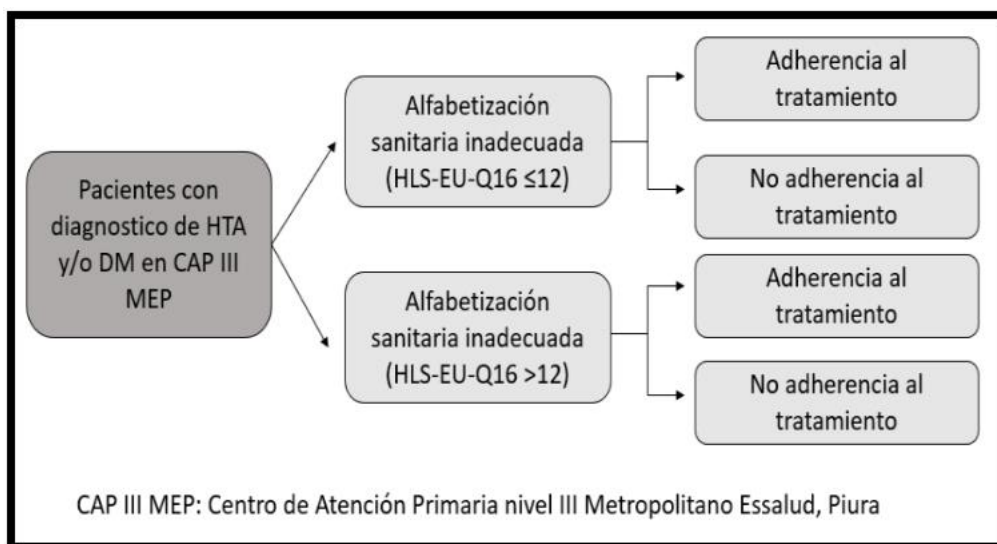 Pacientes con
diagnostico de HTA
y/o DM en CAP III
MEP
Alfabetización
sanitaria inadecuada
(HLS-EU-Q16 ≤12)
Adherencia al
tratamiento
No adherencia al
tratamiento
Alfabetización
sanitaria inadecuada
(HLS-EU-Q16 >12)
Adherencia al
tratamiento
No adherencia al
tratamiento
CAP III MEP: Centro de Atención Primaria nivel III Metropolitano Essalud, Piura